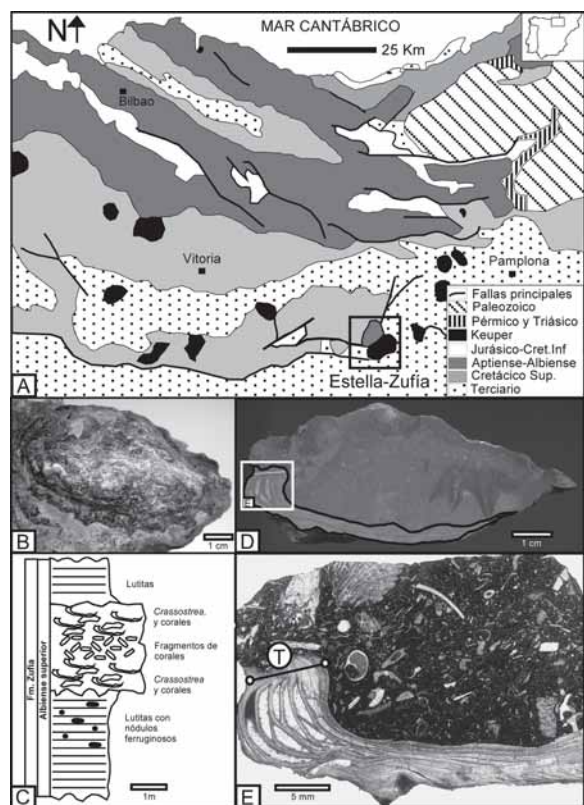 N
MAR CANTÁBRICO
25 Km
Bilbao
Vitoria
Pamplona
Fallas principales
Paleozoico
Pérmico y Triásico
Keuper
Jurásico-Cret.Inf
Aptiense-Albiense
Cretácico Sup.
Terciario
Estella-Zufía
A
B
1 cm
D
E
1 cm
Fm. Zufía
Albiense superior
Lutitas
Crassostrea.
y corales
Fragmentos de
corales
Crassostrea
y corales
Lutitas con
nódulos
ferruginosos
C
1m
T
E
5 mm